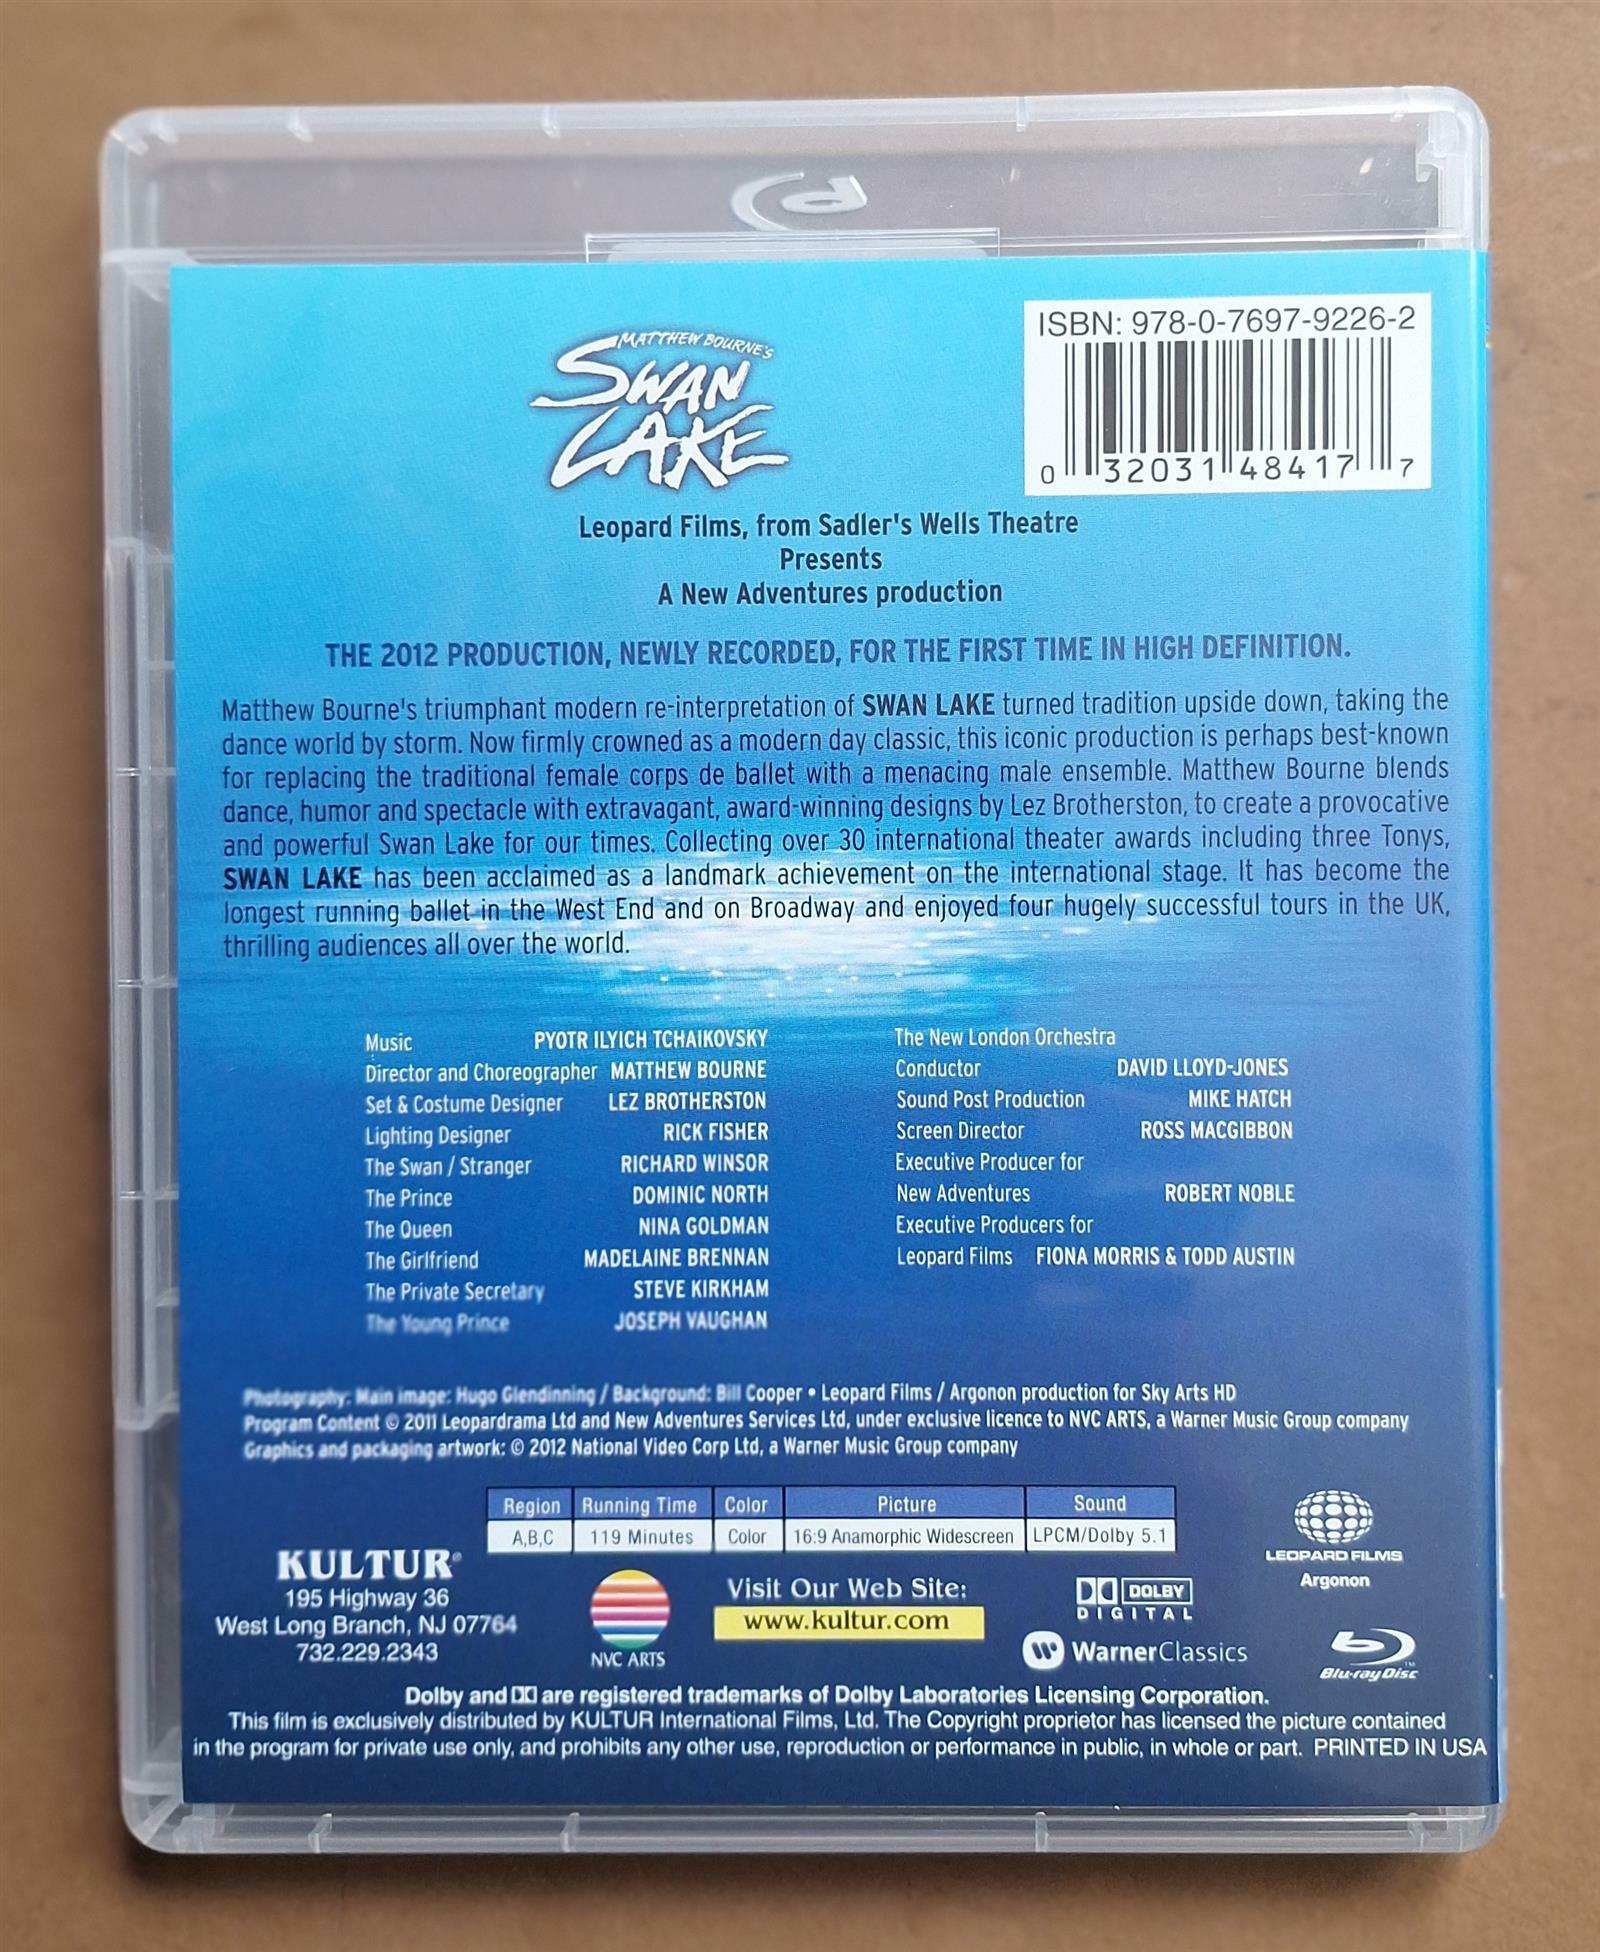 MATTHEW BOURNE'S
SWAN
LAKE
ISBN: 978-0-7697-9226-2
0 32031 48417 7
Leopard Films, from Sadler's Wells Theatre
Presents
A New Adventures production
THE 2012 PRODUCTION, NEWLY RECORDED, FOR THE FIRST TIME IN HIGH DEFINITION.
Matthew Bourne's triumphant modern re-interpretation of SWAN LAKE turned tradition upside down, taking the
dance world by storm. Now firmly crowned as a modern day classic, this iconic production is perhaps best-known
for replacing the traditional female corps de ballet with a menacing male ensemble. Matthew Bourne blends
dance, humor and spectacle with extravagant, award-winning designs by Lez Brotherston, to create a provocative
and powerful Swan Lake for our times. Collecting over 30 international theater awards including three Tonys,
SWAN LAKE has been acclaimed as a landmark achievement on the international stage. It has become the
longest running ballet in the West End and on Broadway and enjoyed four hugely successful tours in the UK,
thrilling audiences all over the world.
Music PYOTR ILYICH TCHAIKOVSKY
Director and Choreographer MATTHEW BOURNE
Set & Costume Designer LEZ BROTHERSTON
Lighting Designer RICK FISHER
The Swan / Stranger RICHARD WINSOR
The Prince DOMINIC NORTH
The Queen NINA GOLDMAN
The Girlfriend MADELAINE BRENNAN
The Private Secretary STEVE KIRKHAM
The Young Prince JOSEPH VAUGHAN
The New London Orchestra
Conductor DAVID LLOYD-JONES
Sound Post Production MIKE HATCH
Screen Director ROSS MACGIBBON
Executive Producer for
New Adventures ROBERT NOBLE
Executive Producers for
Leopard Films FIONA MORRIS & TODD AUSTIN
Photography: Main image: Hugo Glendinning / Background: Bill Cooper • Leopard Films / Argonon production for Sky Arts HD
Program Content © 2011 Leopardrama Ltd and New Adventures Services Ltd, under exclusive licence to NVC ARTS, a Warner Music Group company
Graphics and packaging artwork: © 2012 National Video Corp Ltd, a Warner Music Group company
Region Running Time Color Picture Sound
A,B,C 119 Minutes Color 16:9 Anamorphic Widescreen LPCM/Dolby 5.1
KULTUR®
195 Highway 36
West Long Branch, NJ 07764
732.229.2343
NVC ARTS
Visit Our Web Site:
www.kultur.com
DOLBY
DIGITAL
WarnerClassics
LEOPARD FILMS
Argonon
Blu-ray Disc™
Dolby and are registered trademarks of Dolby Laboratories Licensing Corporation.
This film is exclusively distributed by KULTUR International Films, Ltd. The Copyright proprietor has licensed the picture contained
in the program for private use only, and prohibits any other use, reproduction or performance in public, in whole or part. PRINTED IN USA